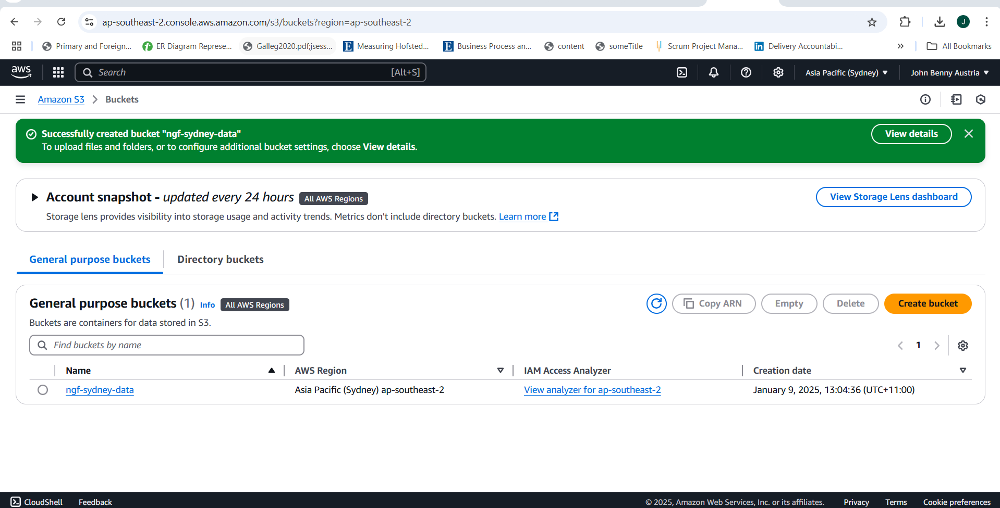 ap-southeast-2.console.aws.amazon.com/s3/buckets?region=ap-southeast-2
J
Primary and Foreign...
ER Diagram Represe...
Galleg2020.pdf;jsess...
Measuring Hofsted...
Business Process an...
content
someTitle
Scrum Project Mana...
Delivery Accountabi...
All Bookmarks
aws
Search
[Alt+S]
Asia Pacific (Sydney)
John Benny Austria
Amazon S3
Buckets
Successfully created bucket "ngf-sydney-data"
To upload files and folders, or to configure additional bucket settings, choose View details.
View details
Account snapshot - updated every 24 hours
All AWS Regions
View Storage Lens dashboard
Storage lens provides visibility into storage usage and activity trends. Metrics don't include directory buckets. Learn more
General purpose buckets
Directory buckets
General purpose buckets (1)
Info
All AWS Regions
Copy ARN
Empty
Delete
Create bucket
Buckets are containers for data stored in S3.
Find buckets by name
1
Name
AWS Region
IAM Access Analyzer
Creation date
ngf-sydney-data
Asia Pacific (Sydney) ap-southeast-2
View analyzer for ap-southeast-2
January 9, 2025, 13:04:36 (UTC+11:00)
CloudShell
Feedback
© 2025, Amazon Web Services, Inc. or its affiliates.
Privacy
Terms
Cookie preferences